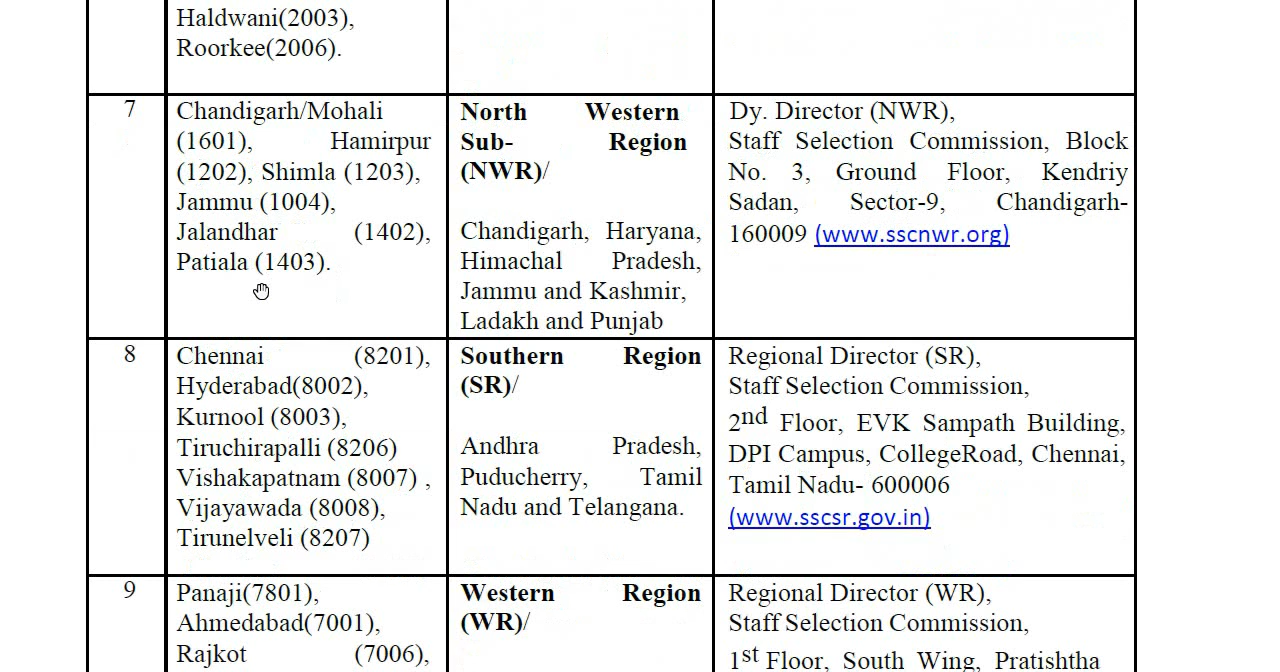 Haldwani(2003),
Roorkee(2006).
7
Chandigarh/Mohali
(1601), Hamirpur
(1202), Shimla (1203),
Jammu (1004),
Jalandhar (1402),
Patiala (1403).
North Western
Sub- Region
(NWR)/
Chandigarh, Haryana,
Himachal Pradesh,
Jammu and Kashmir,
Ladakh and Punjab
Dy. Director (NWR),
Staff Selection Commission, Block
No. 3, Ground Floor, Kendriy
Sadan, Sector-9, Chandigarh-
160009 (www.sscnwr.org)
8
Chennai (8201),
Hyderabad(8002),
Kurnool (8003),
Tiruchirapalli (8206)
Vishakapatnam (8007) ,
Vijayawada (8008),
Tirunelveli (8207)
Southern Region
(SR)/
Andhra Pradesh,
Puducherry, Tamil
Nadu and Telangana.
Regional Director (SR),
Staff Selection Commission,
2nd Floor, EVK Sampath Building,
DPI Campus, CollegeRoad, Chennai,
Tamil Nadu- 600006
(www.sscsr.gov.in)
9
Panaji(7801),
Ahmedabad(7001),
Rajkot (7006),
Western Region
(WR)/
Regional Director (WR),
Staff Selection Commission,
1st Floor, South Wing, Pratishtha